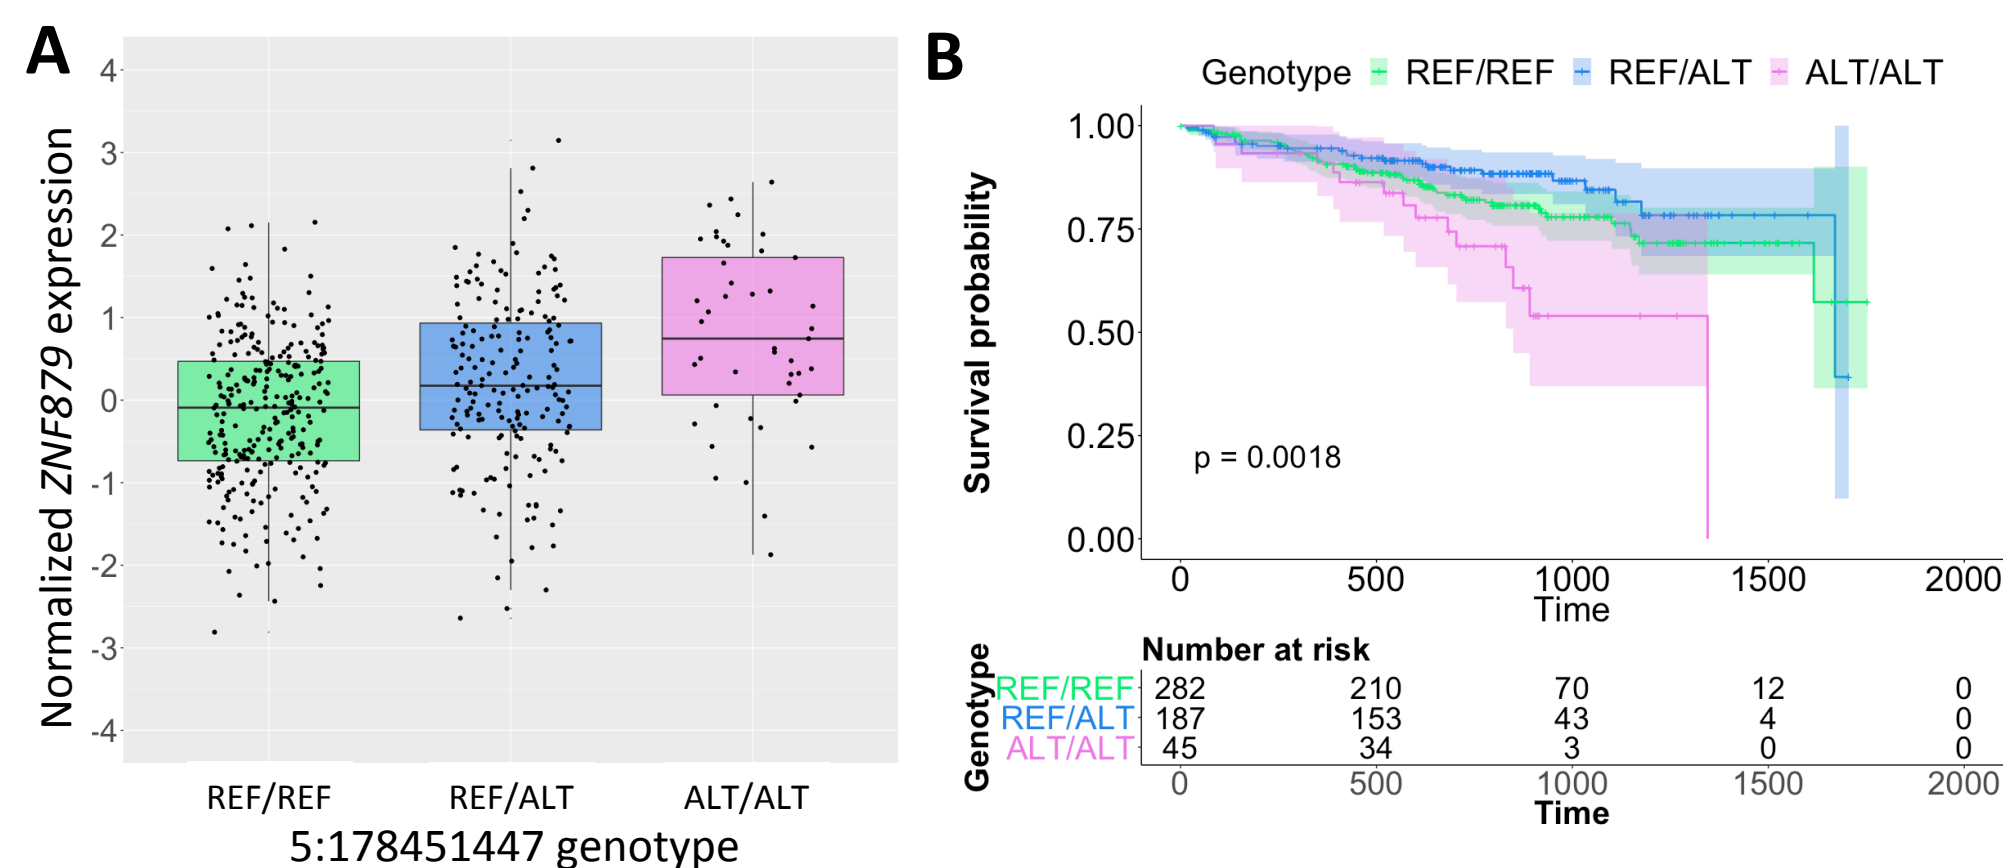 A
Normalized ZNF879 expression
4
3
2
1
0
-1
-2
-3
-4
REF/REF REF/ALT ALT/ALT
5:178451447 genotype
B
Genotype REF/REF REF/ALT ALT/ALT
Survival probability
1.00
0.75
0.50
0.25
0.00
p = 0.0018
0 500 1000 1500 2000
Time
Number at risk
Genotype
REF/REF 282 210 70 12 0
REF/ALT 187 153 43 4 0
ALT/ALT 45 34 3 0 0
0 500 1000 1500 2000
Time